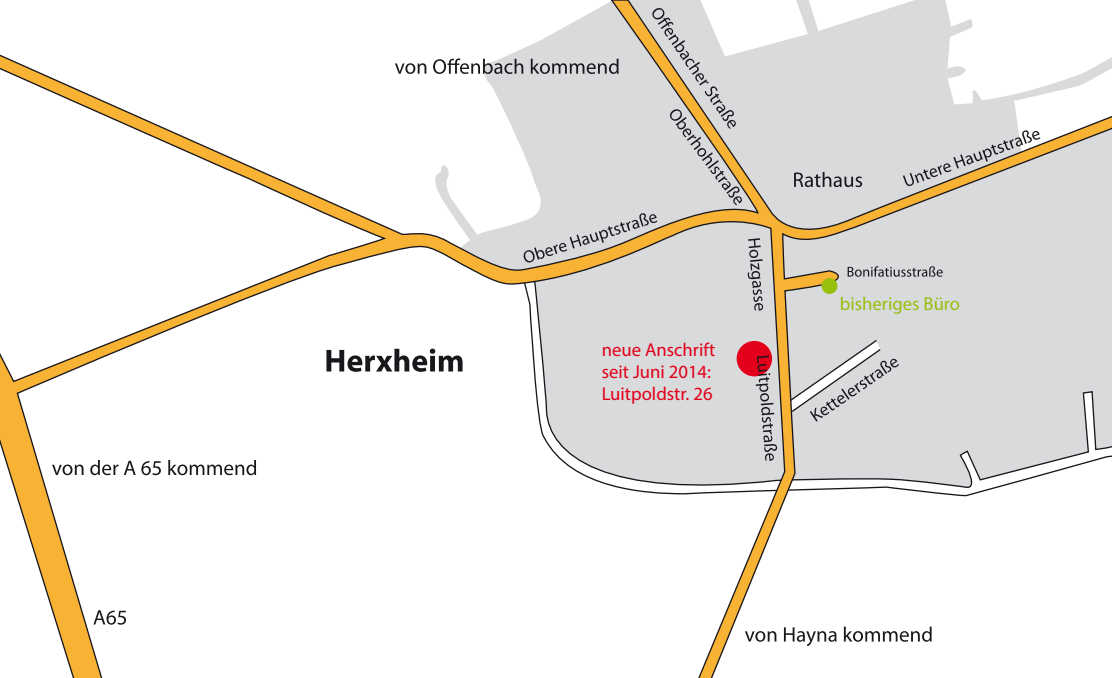 von Offenbach kommend
Offenbacher Straße
Oberhohlstraße
Rathaus
Untere Hauptstraße
Obere Hauptstraße
Holzgasse
Bonifatiusstraße
bisheriges Büro
Herxheim
neue Anschrift
seit Juni 2014:
Luitpoldstr. 26
Luitpoldstraße
Kettelerstraße
von der A 65 kommend
A65
von Hayna kommend